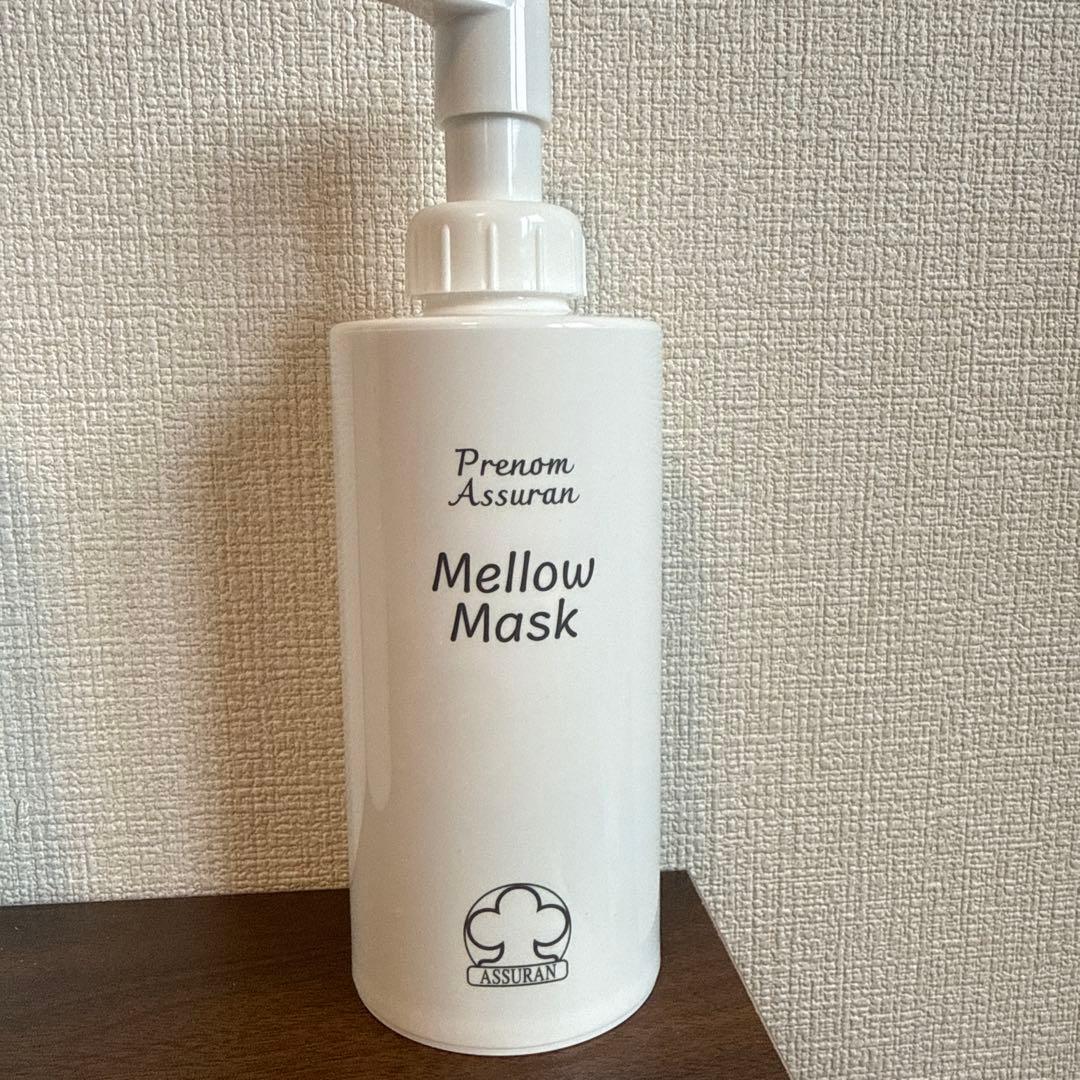 Prenom
Assuran
Mellow
Mask
ASSURAN